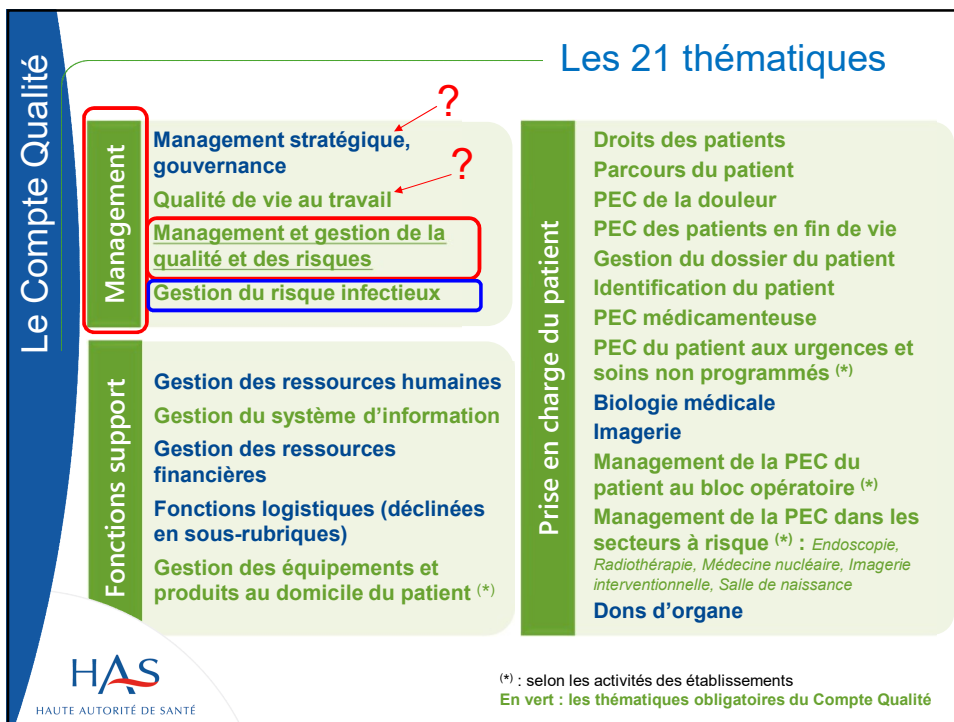 Le Compte Qualité
Les 21 thématiques
Management
?
Management stratégique,
gouvernance
?
Qualité de vie au travail
Management et gestion de la
qualité et des risques
Gestion du risque infectieux
Fonctions support
Gestion des ressources humaines
Gestion du système d'information
Gestion des ressources
financières
Fonctions logistiques (déclinées
en sous-rubriques)
Gestion des équipements et
produits au domicile du patient (*)
Prise en charge du patient
Droits des patients
Parcours du patient
PEC de la douleur
PEC des patients en fin de vie
Gestion du dossier du patient
Identification du patient
PEC médicamenteuse
PEC du patient aux urgences et
soins non programmés (*)
Biologie médicale
Imagerie
Management de la PEC du
patient au bloc opératoire (*)
Management de la PEC dans les
secteurs à risque (*) : Endoscopie,
Radiothérapie, Médecine nucléaire, Imagerie
interventionnelle, Salle de naissance
Dons d'organe
HAS
HAUTE AUTORITÉ DE SANTÉ
(*) : selon les activités des établissements
En vert : les thématiques obligatoires du Compte Qualité